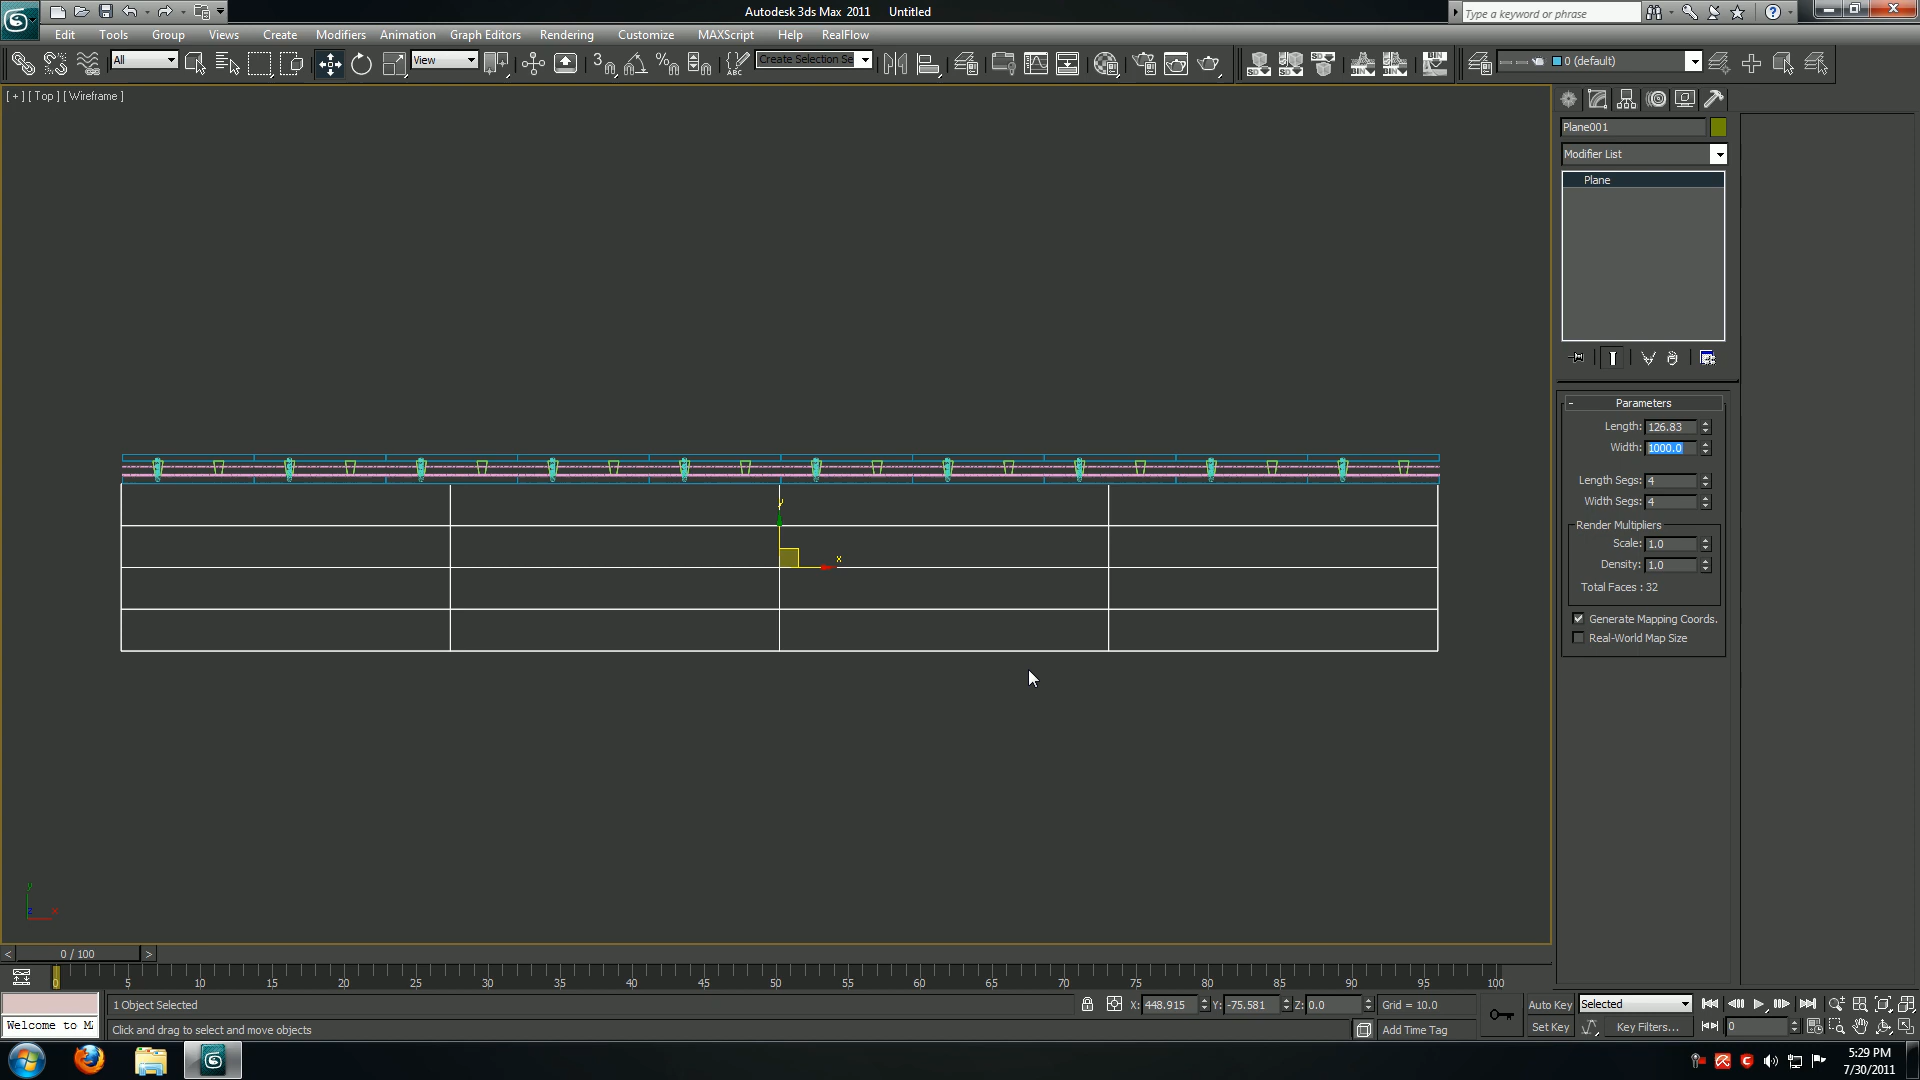 Autodesk 3ds Max 2011 Untitled
Type a keyword or phrase
Edit Tools Group Views Create Modifiers Animation Graph Editors Rendering Customize MAXScript Help RealFlow
All
View
Create Selection Se
0 (default)
[ + ] [ Top ] [ Wireframe ]
Plane001
Modifier List
Plane
Parameters
Length: 126.83
Width: 1000.0
Length Segs: 4
Width Segs: 4
Render Multipliers
Scale: 1.0
Density: 1.0
Total Faces : 32
Generate Mapping Coords.
Real-World Map Size
y
x
y
z x
< 0 / 100 >
0 5 10 15 20 25 30 35 40 45 50 55 60 65 70 75 80 85 90 95 100
1 Object Selected
X: 448.915 Y: -75.581 Z: 0.0 Grid = 10.0
Auto Key Selected
Welcome to M
Click and drag to select and move objects
Add Time Tag
Set Key Key Filters... 0
5:29 PM
7/30/2011